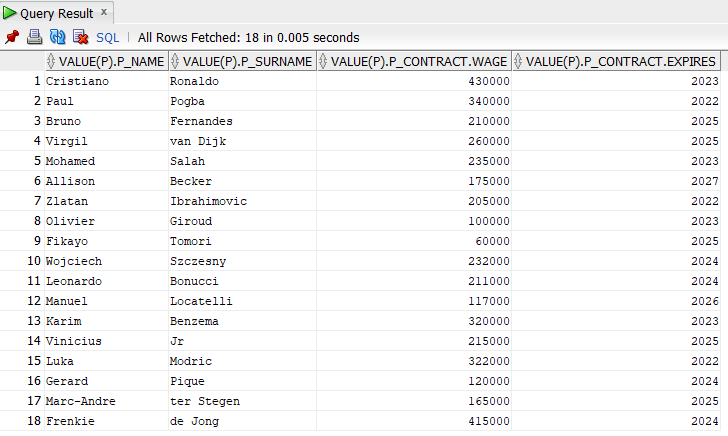 Query Result x
SQL | All Rows Fetched: 18 in 0.005 seconds
VALUE(P).P_NAME VALUE(P).P_SURNAME VALUE(P).P_CONTRACT.WAGE VALUE(P).P_CONTRACT.EXPIRES
1 Cristiano Ronaldo 430000 2023
2 Paul Pogba 340000 2022
3 Bruno Fernandes 210000 2025
4 Virgil van Dijk 260000 2025
5 Mohamed Salah 235000 2023
6 Allison Becker 175000 2027
7 Zlatan Ibrahimovic 205000 2022
8 Olivier Giroud 100000 2023
9 Fikayo Tomori 60000 2025
10 Wojciech Szczesny 232000 2024
11 Leonardo Bonucci 211000 2024
12 Manuel Locatelli 117000 2026
13 Karim Benzema 320000 2023
14 Vinicius Jr 215000 2025
15 Luka Modric 322000 2022
16 Gerard Pique 120000 2024
17 Marc-Andre ter Stegen 165000 2025
18 Frenkie de Jong 415000 2024